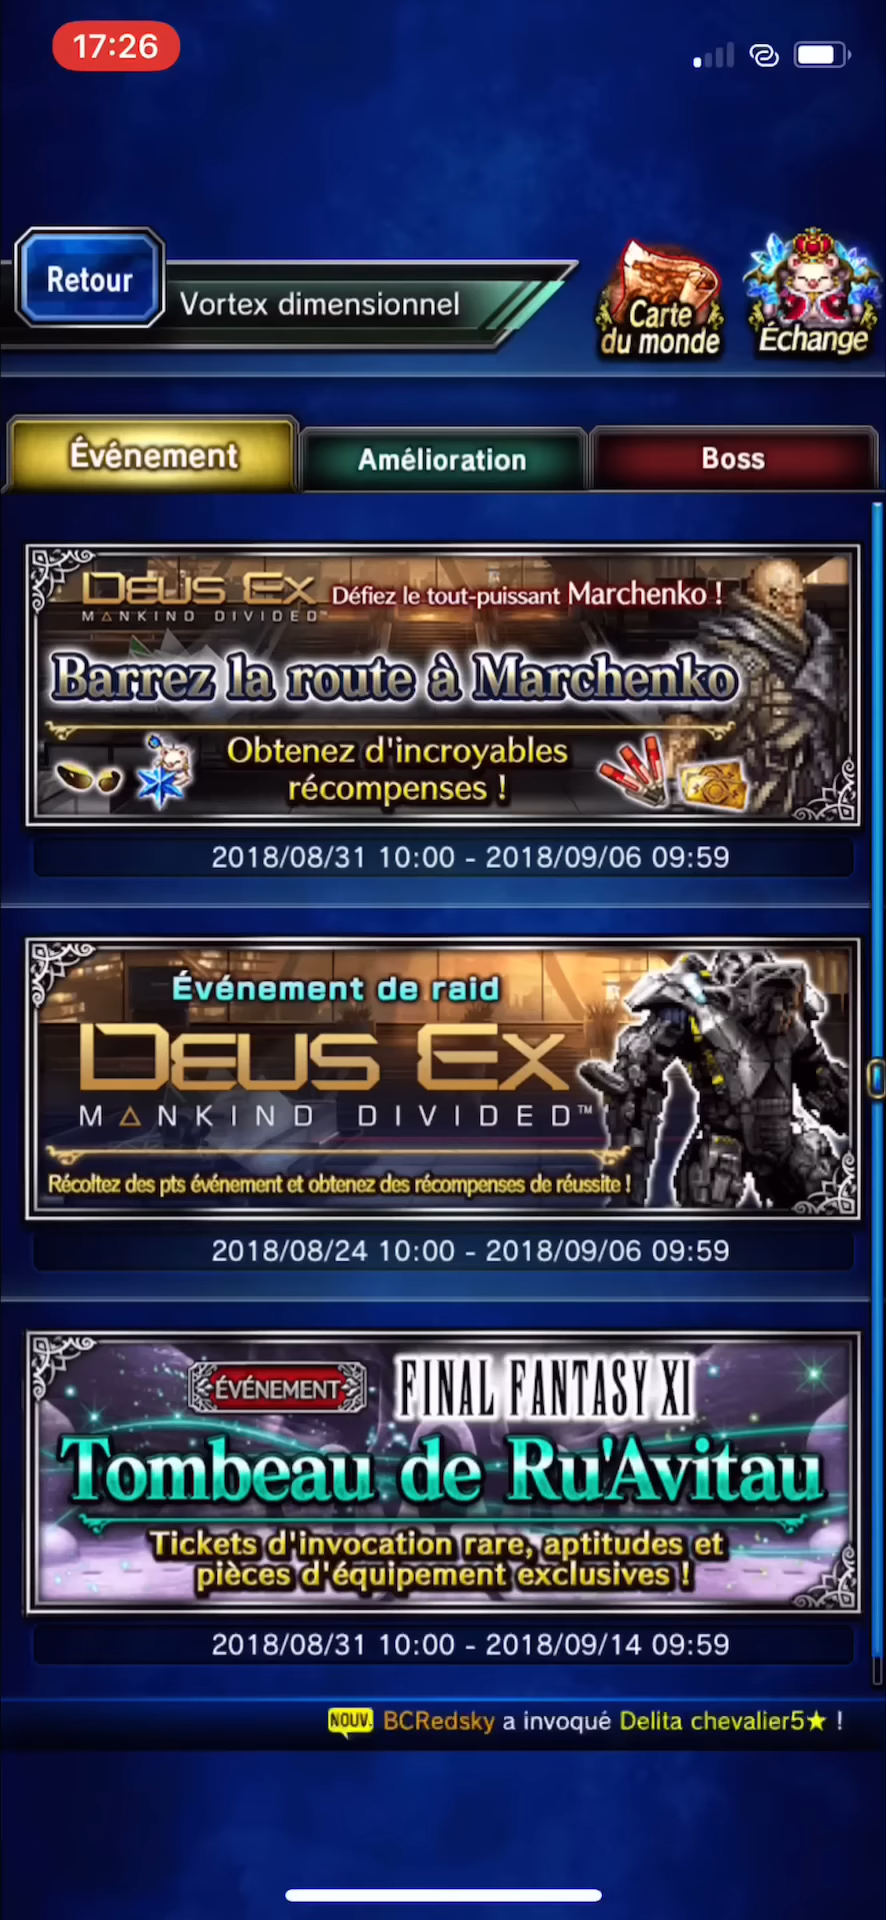 17:26
Retour
Vortex dimensionnel
Carte
du monde
Échange
Événement
Amélioration
Boss
DEUS EX
MANKIND DIVIDED™
Défiez le tout-puissant Marchenko !
Barrez la route à Marchenko
Obtenez d'incroyables
récompenses !
2018/08/31 10:00 - 2018/09/06 09:59
Événement de raid
DEUS EX
MANKIND DIVIDED™
Récoltez des pts événement et obtenez des récompenses de réussite !
2018/08/24 10:00 - 2018/09/06 09:59
ÉVÉNEMENT
FINAL FANTASY XI
Tombeau de Ru'Avitau
Tickets d'invocation rare, aptitudes et
pièces d'équipement exclusives !
2018/08/31 10:00 - 2018/09/14 09:59
NOUV. BCRedsky a invoqué Delita chevalier5★ !